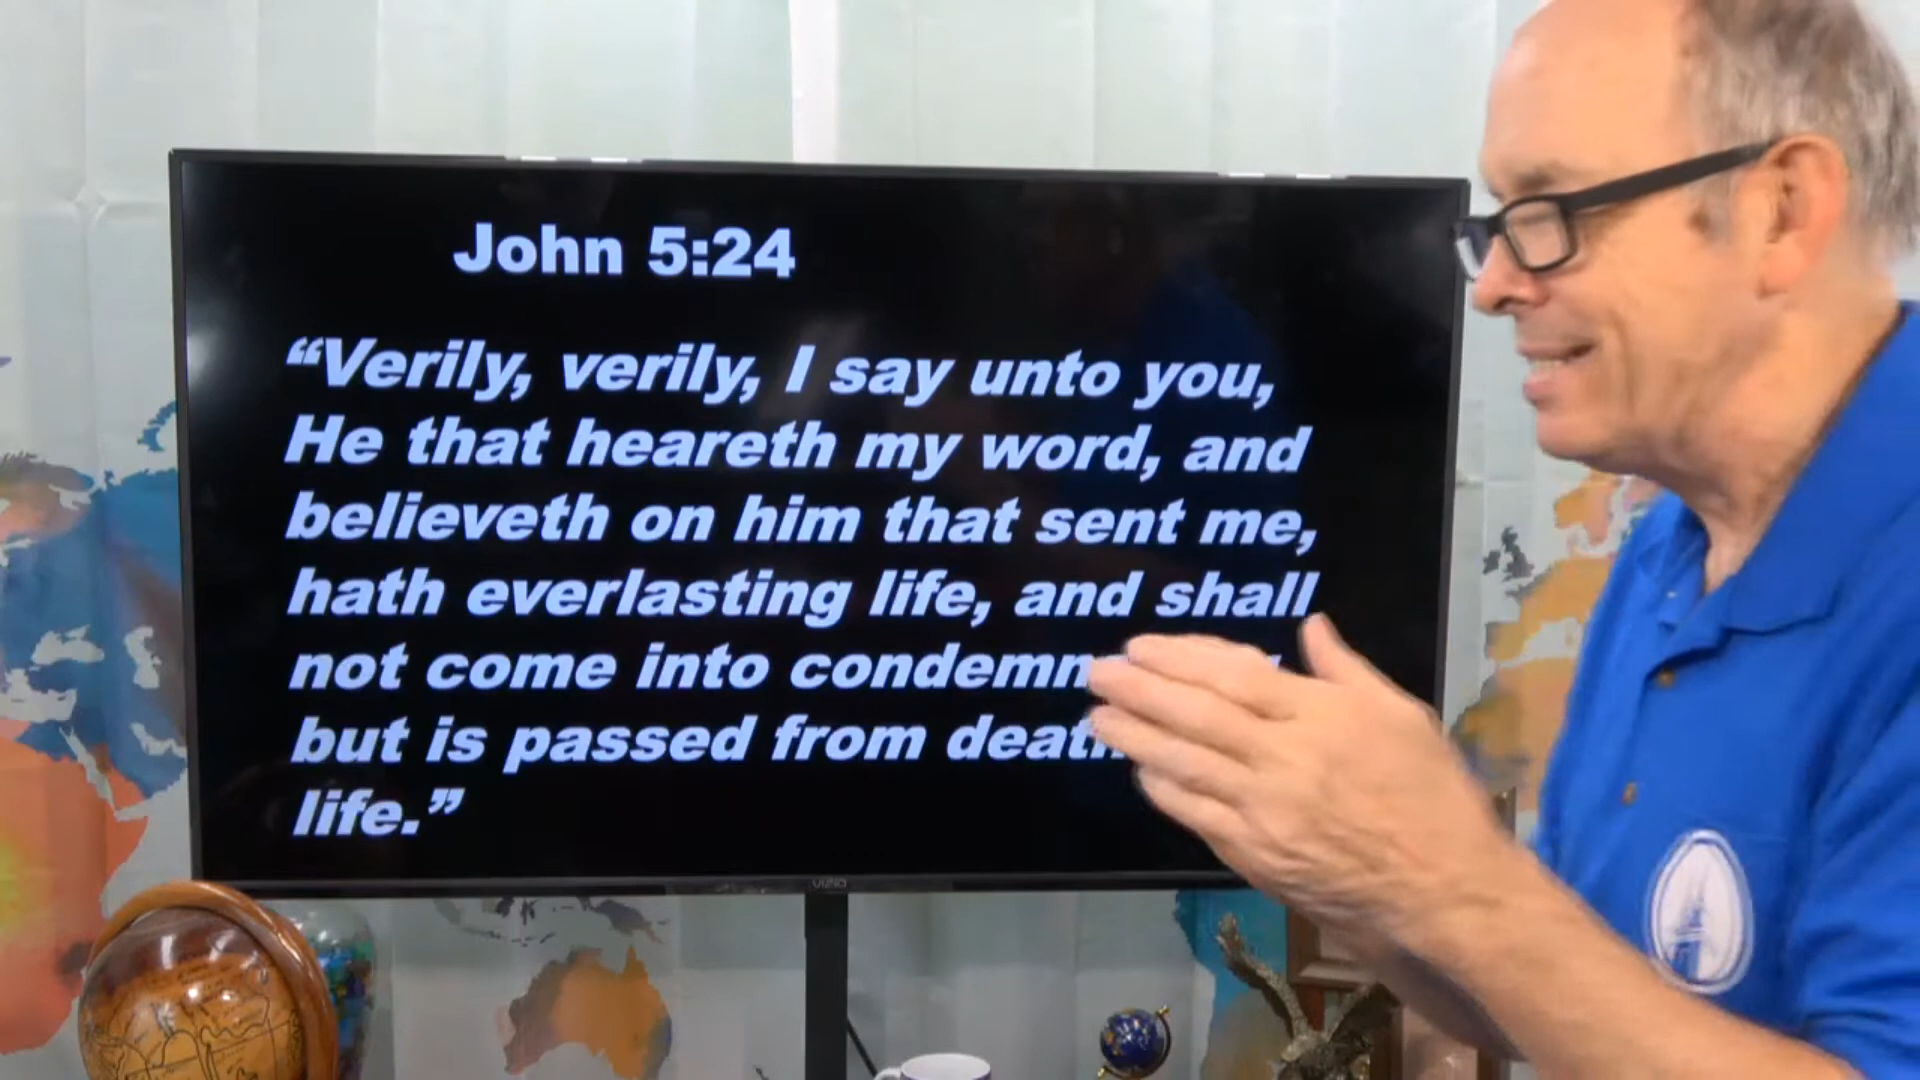 John 5:24
“Verily, verily, I say unto you,
He that heareth my word, and
believeth on him that sent me,
hath everlasting life, and shall
not come into
but is passed from
life.”
VIZIO